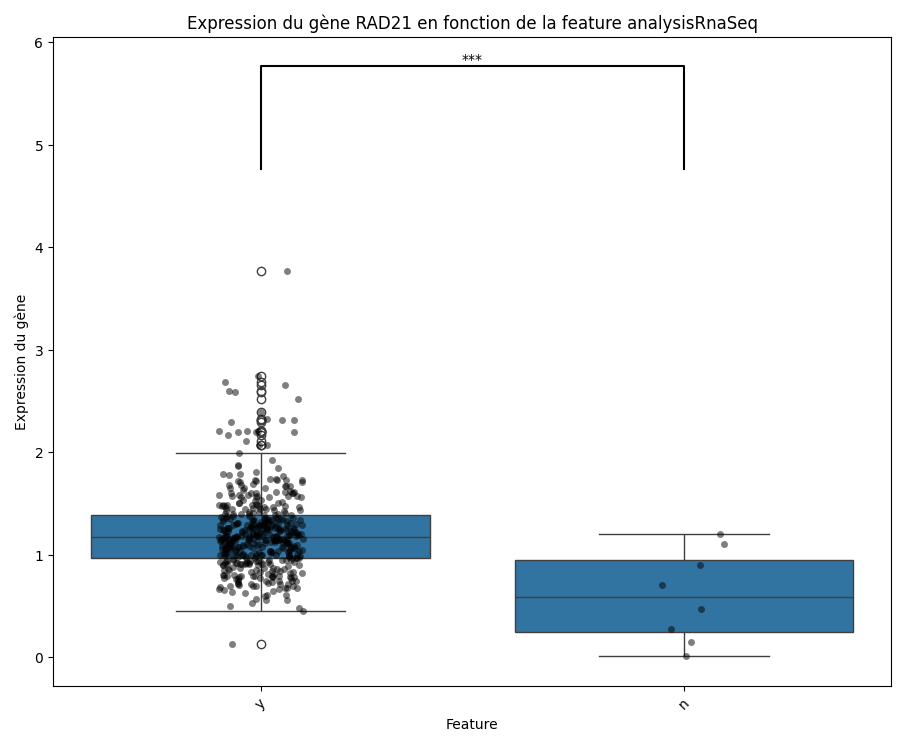 Expression du gène RAD21 en fonction de la feature analysisRnaSeq
6
***
5
4
3
2
1
0
Expression du gène
y
n
Feature